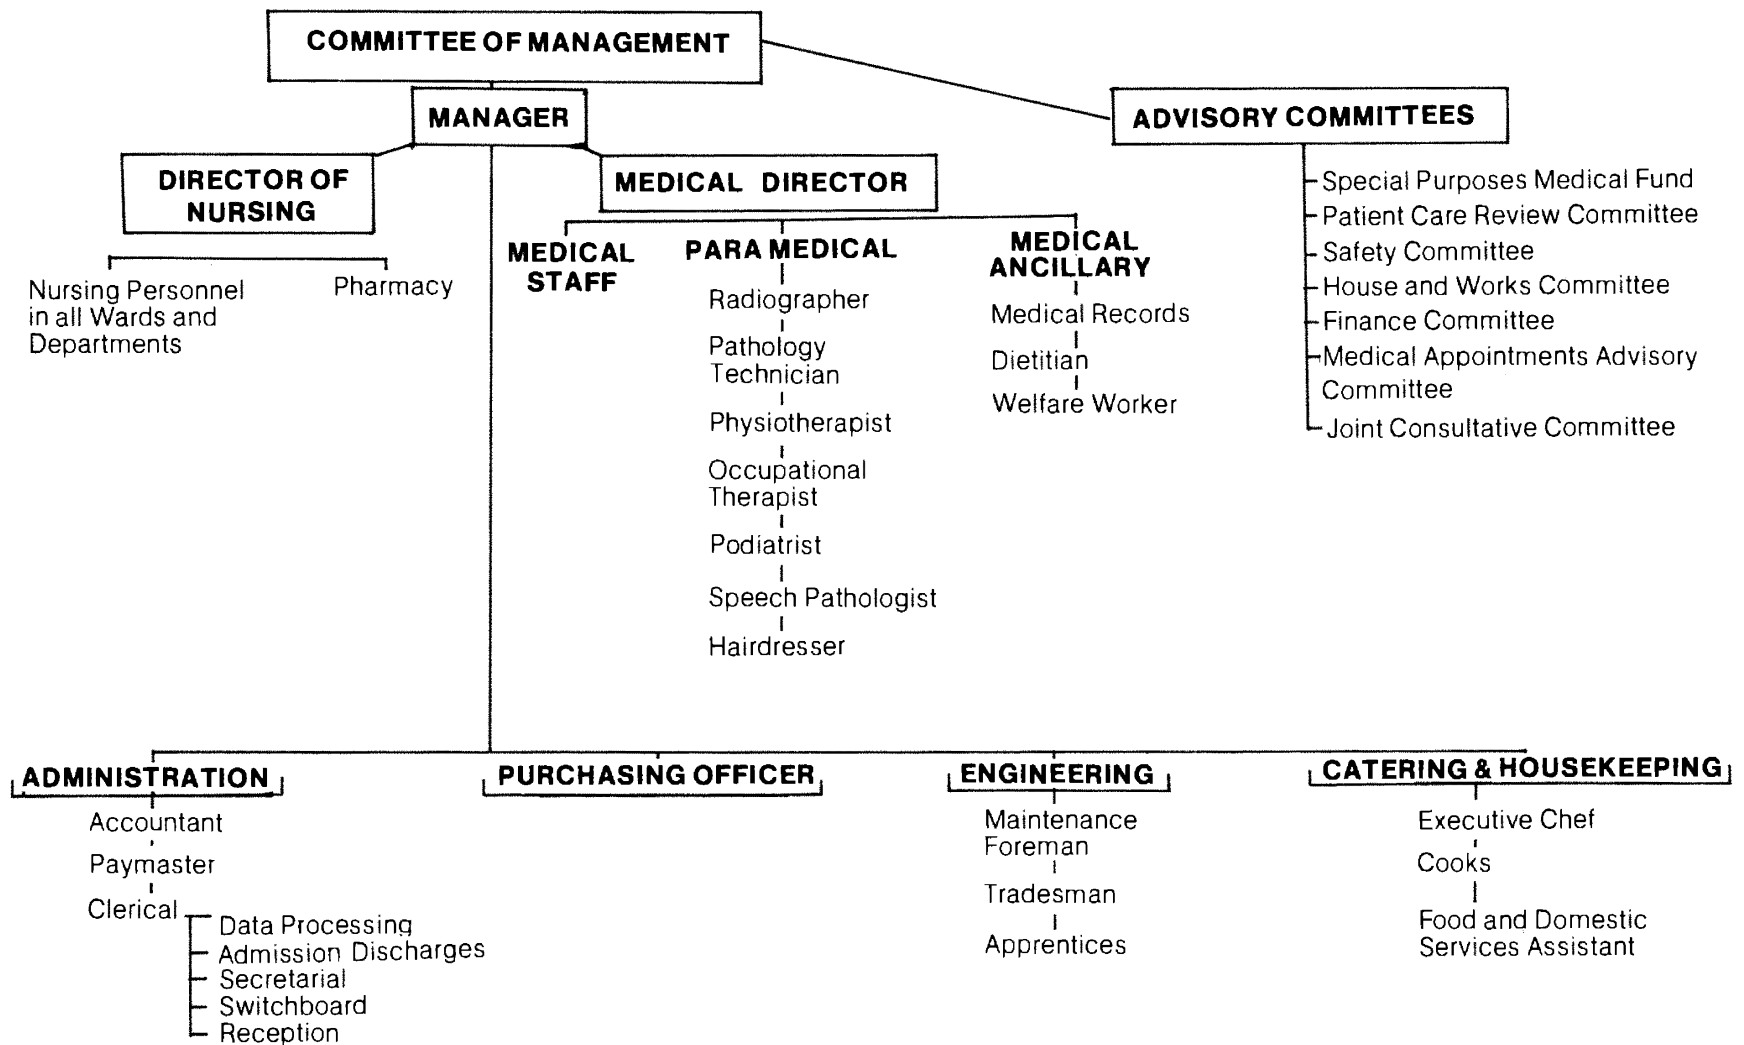 COMMITTEE OF MANAGEMENT
MANAGER
ADVISORY COMMITTEES
DIRECTOR OF
NURSING
MEDICAL DIRECTOR
Special Purposes Medical Fund
Patient Care Review Committee
Safety Committee
House and Works Committee
Finance Committee
Medical Appointments Advisory
Committee
Joint Consultative Committee
Nursing Personnel
in all Wards and
Departments
Pharmacy
MEDICAL
STAFF
PARA MEDICAL
Radiographer
Pathology
Technician
Physiotherapist
Occupational
Therapist
Podiatrist
Speech Pathologist
Hairdresser
MEDICAL
ANCILLARY
Medical Records
Dietitian
Welfare Worker
ADMINISTRATION
Accountant
Paymaster
Clerical
Data Processing
Admission Discharges
Secretarial
Switchboard
Reception
PURCHASING OFFICER
ENGINEERING
Maintenance
Foreman
Tradesman
Apprentices
CATERING & HOUSEKEEPING
Executive Chef
Cooks
Food and Domestic
Services Assistant